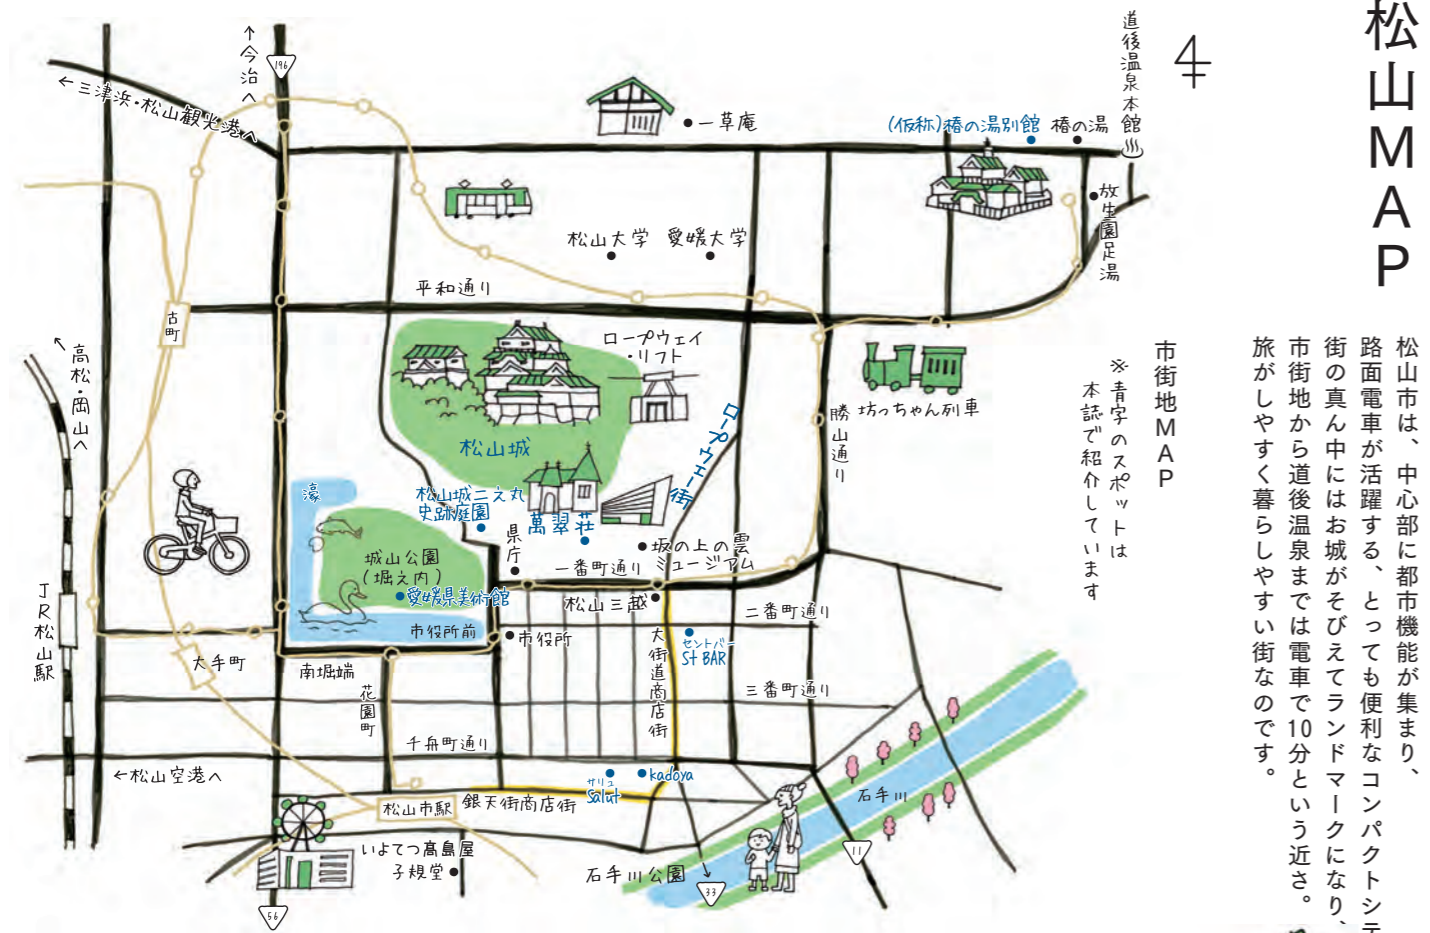 松山MAP
松山市は、中心部に都市機能が集まり、
路面電車が活躍する、とっても便利なコンパクトシテ
街の真ん中にはお城がそびえてランドマークになり、
市街地から道後温泉までは電車で10分という近さ。
旅がしやすく暮らしやすい街なのです。
市街地MAP
※青字のスポットは
本誌で紹介しています
道後温泉本館
↑今治へ
196
←三津浜・松山観光港へ
一草庵
(仮称)椿の湯別館
椿の湯
放生園足湯
松山大学
愛媛大学
平和通り
古町
ロープウェイ
・リフト
←高松・岡山へ
坊っちゃん列車
勝山通り
ロープウェー街
松山城
濠
松山城二之丸
史跡庭園
萬翠荘
県庁
坂の上の雲
ミュージアム
城山公園
(堀之内)
一番町通り
愛媛県美術館
松山三越
二番町通り
市役所前
市役所
セントバー
St BAR
JR松山駅
大手町
南堀端
花園町
大街道商店街
三番町通り
千舟町通り
←松山空港へ
サリュ
Salut
kadoya
石手川
松山市駅
銀天街商店街
いよてつ髙島屋
子規堂
石手川公園
11
33
56